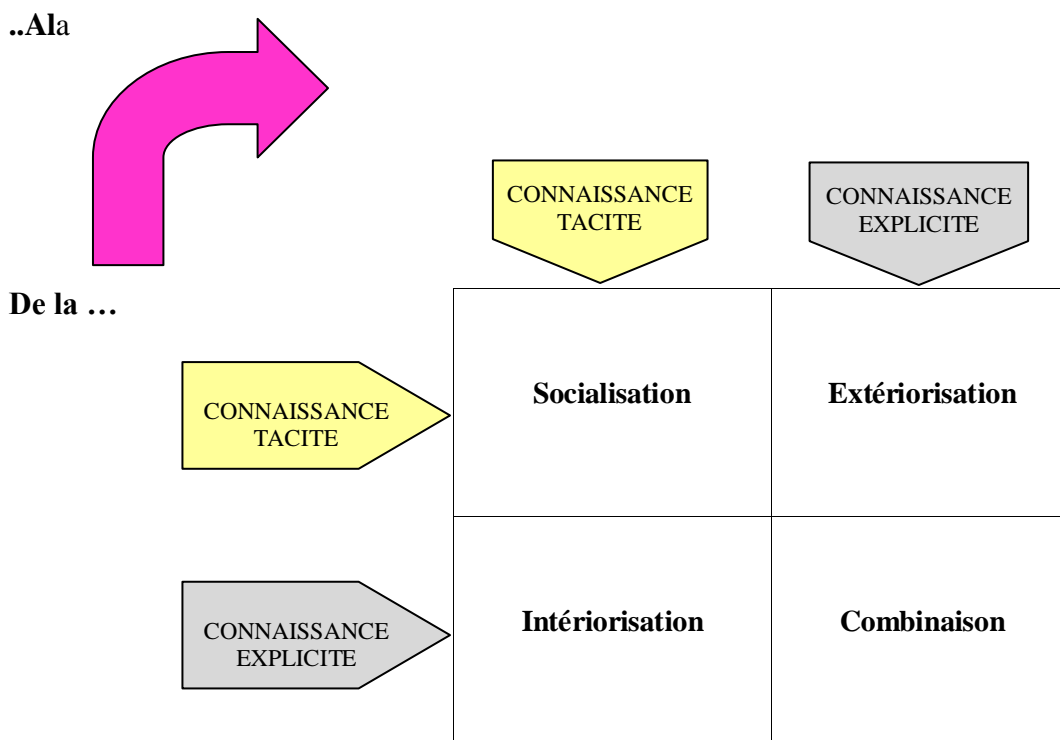 ..Ala
CONNAISSANCE
TACITE
CONNAISSANCE
EXPLICITE
De la …
CONNAISSANCE
TACITE
Socialisation
Extériorisation
CONNAISSANCE
EXPLICITE
Intériorisation
Combinaison